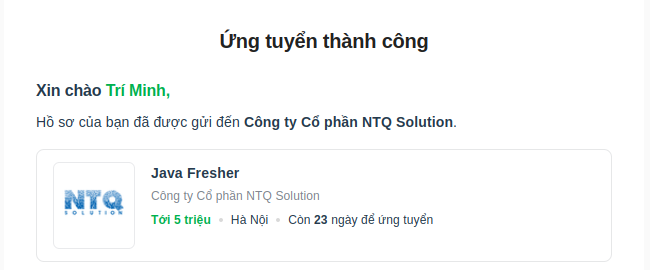 Ứng tuyển thành công
Xin chào Trí Minh,
Hồ sơ của bạn đã được gửi đến Công ty Cổ phần NTQ Solution.
NTQ
SOLUTION
Java Fresher
Công ty Cổ phần NTQ Solution
Tới 5 triệu • Hà Nội • Còn 23 ngày để ứng tuyển